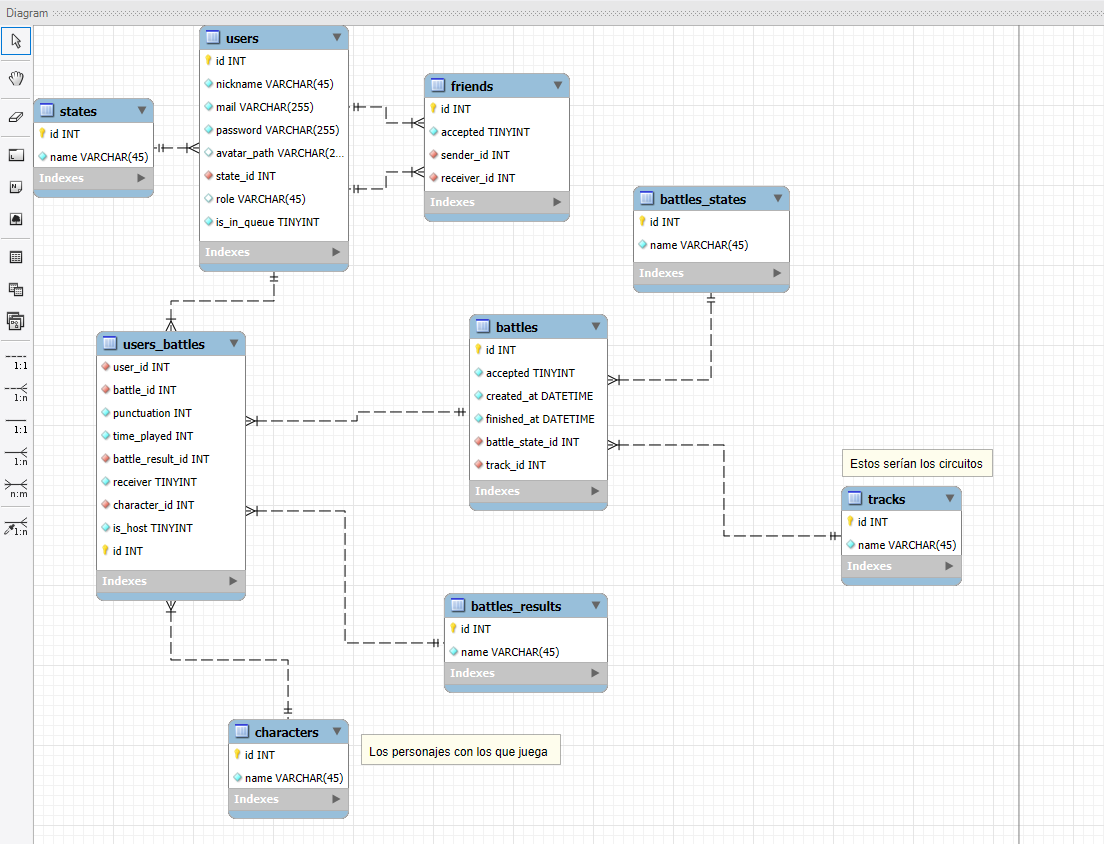 Diagram
users
id INT
nickname VARCHAR(45)
mail VARCHAR(255)
password VARCHAR(255)
avatar_path VARCHAR(2...
state_id INT
role VARCHAR(45)
is_in_queue TINYINT
Indexes
states
id INT
name VARCHAR(45)
Indexes
friends
id INT
accepted TINYINT
sender_id INT
receiver_id INT
Indexes
battles_states
id INT
name VARCHAR(45)
Indexes
users_battles
user_id INT
battle_id INT
punctuation INT
time_played INT
battle_result_id INT
receiver TINYINT
character_id INT
is_host TINYINT
id INT
Indexes
battles
id INT
accepted TINYINT
created_at DATETIME
finished_at DATETIME
battle_state_id INT
track_id INT
Indexes
Estos serían los circuitos
tracks
id INT
name VARCHAR(45)
Indexes
battles_results
id INT
name VARCHAR(45)
Indexes
characters
id INT
name VARCHAR(45)
Indexes
Los personajes con los que juega
1:1
1:n
1:1
1:n
n:m
1:n